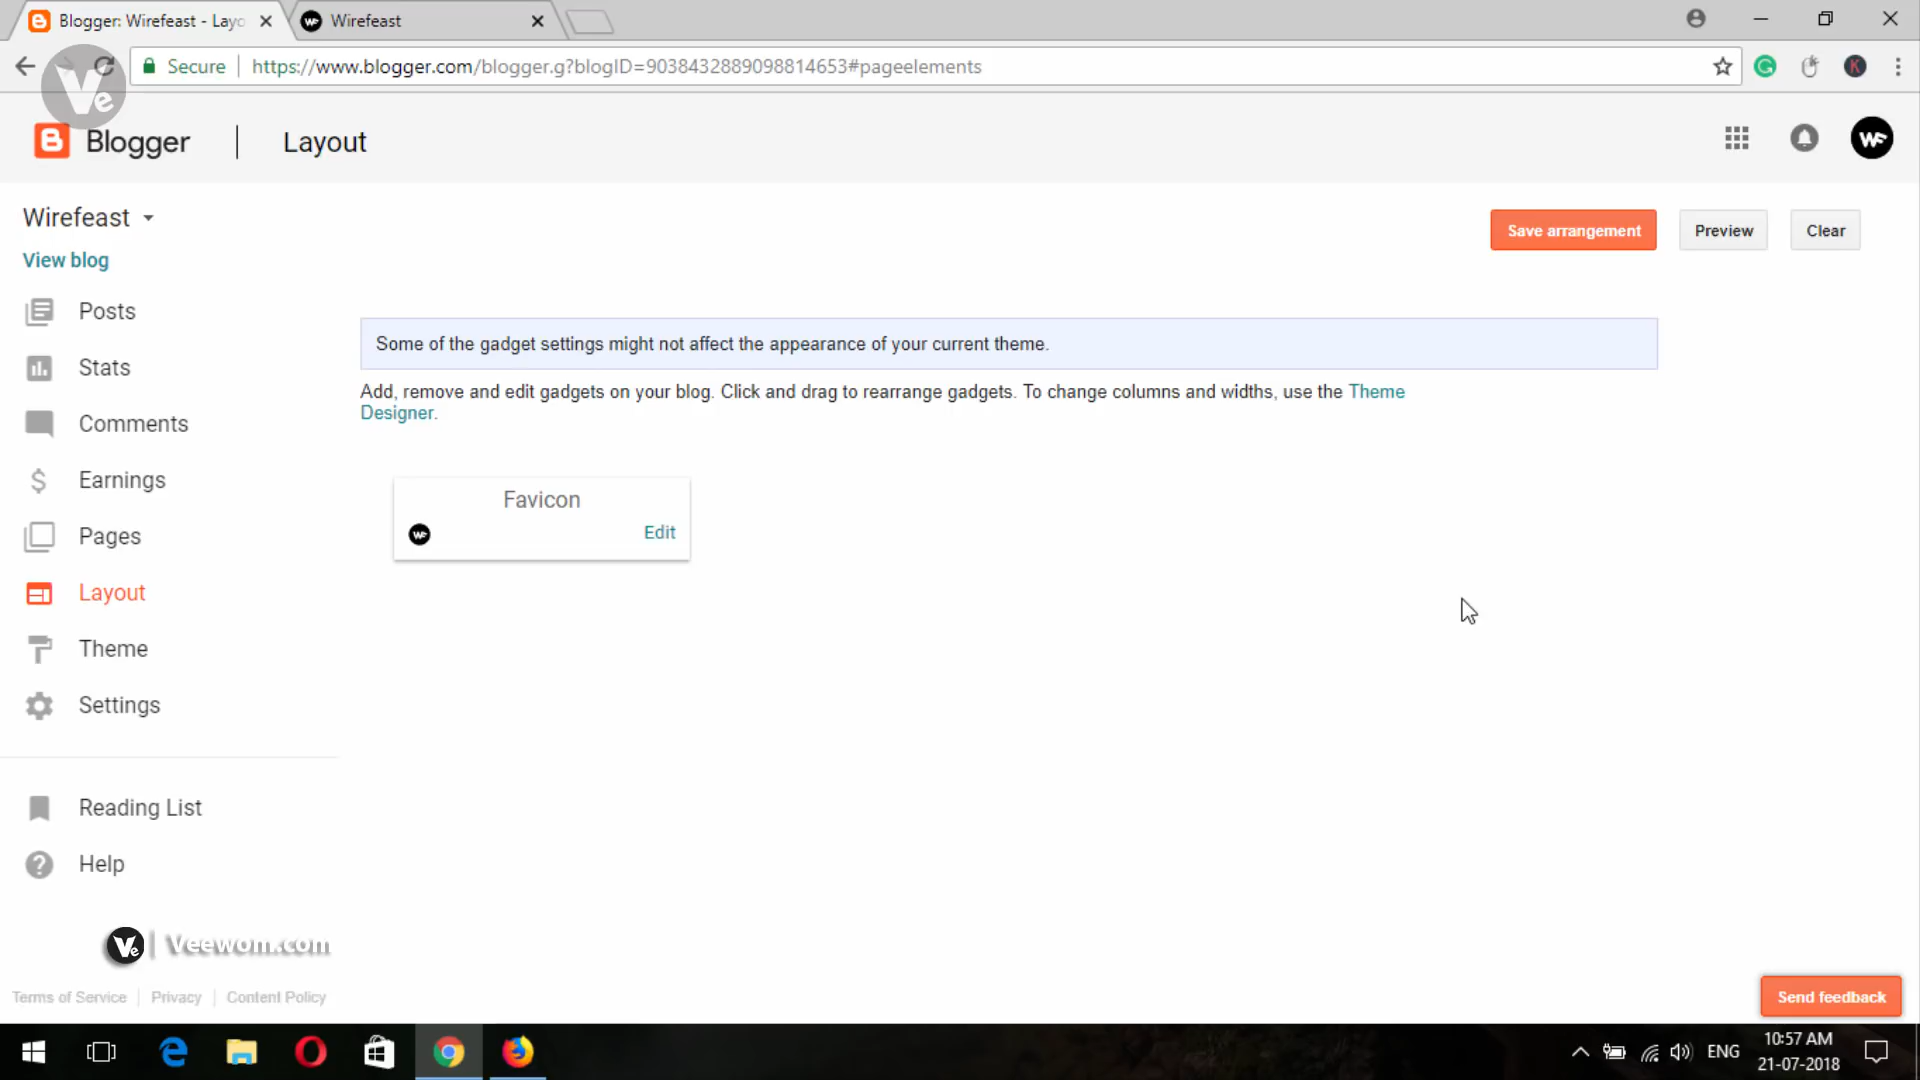 Blogger: Wirefeast - Layo
Wirefeast
Secure
https://www.blogger.com/blogger.g?blogID=9038432889098814653#pageelements
K
Ve
Blogger
Layout
WF
Wirefeast
Save arrangement
Preview
Clear
View blog
Posts
Some of the gadget settings might not affect the appearance of your current theme.
Stats
Add, remove and edit gadgets on your blog. Click and drag to rearrange gadgets. To change columns and widths, use the Theme
Designer.
Comments
Earnings
Favicon
Edit
Pages
Layout
Theme
Settings
Reading List
Help
Ve
Veewom.com
Terms of Service
Privacy
Content Policy
Send feedback
ENG
10:57 AM
21-07-2018